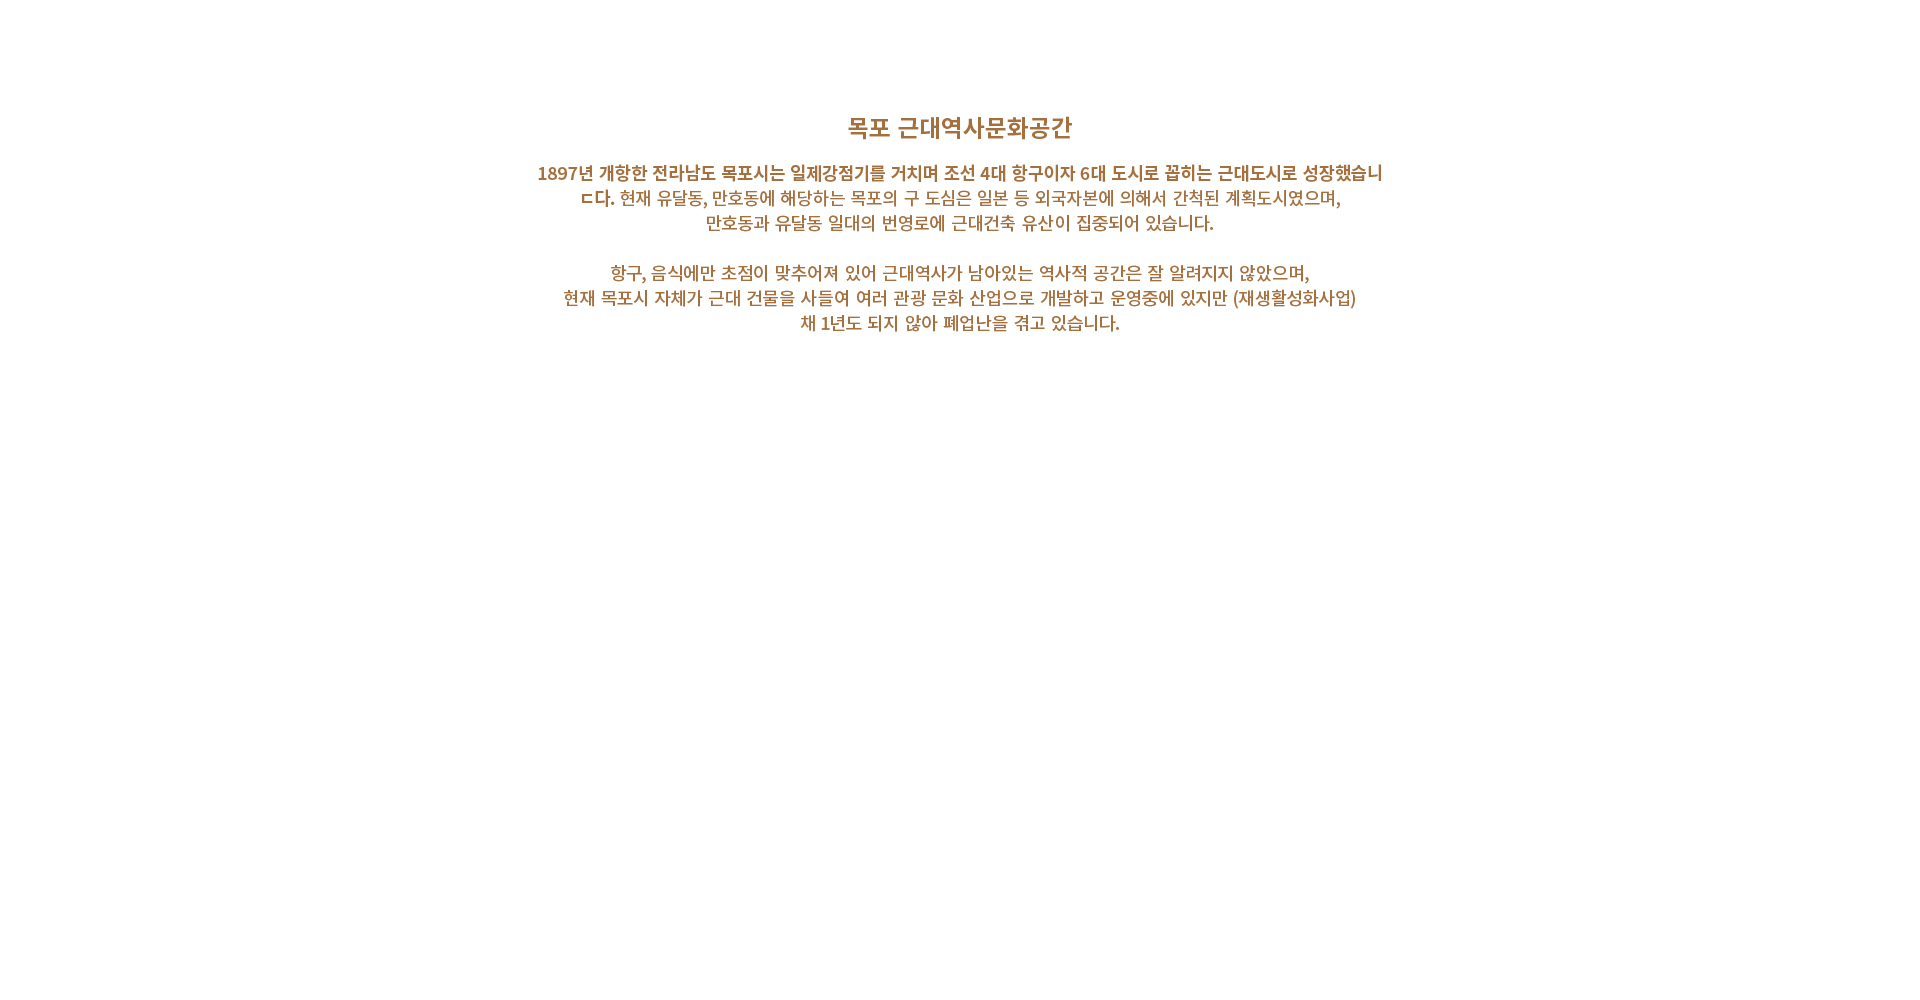 목포 근대역사문화공간
1897년 개항한 전라남도 목포시는 일제강점기를 거치며 조선 4대 항구이자 6대 도시로 꼽히는 근대도시로 성장했습니
ㄷ다. 현재 유달동, 만호동에 해당하는 목포의 구 도심은 일본 등 외국자본에 의해서 간척된 계획도시였으며,
만호동과 유달동 일대의 번영로에 근대건축 유산이 집중되어 있습니다.
항구, 음식에만 초점이 맞추어져 있어 근대역사가 남아있는 역사적 공간은 잘 알려지지 않았으며,
현재 목포시 자체가 근대 건물을 사들여 여러 관광 문화 산업으로 개발하고 운영중에 있지만 (재생활성화사업)
채 1년도 되지 않아 폐업난을 겪고 있습니다.